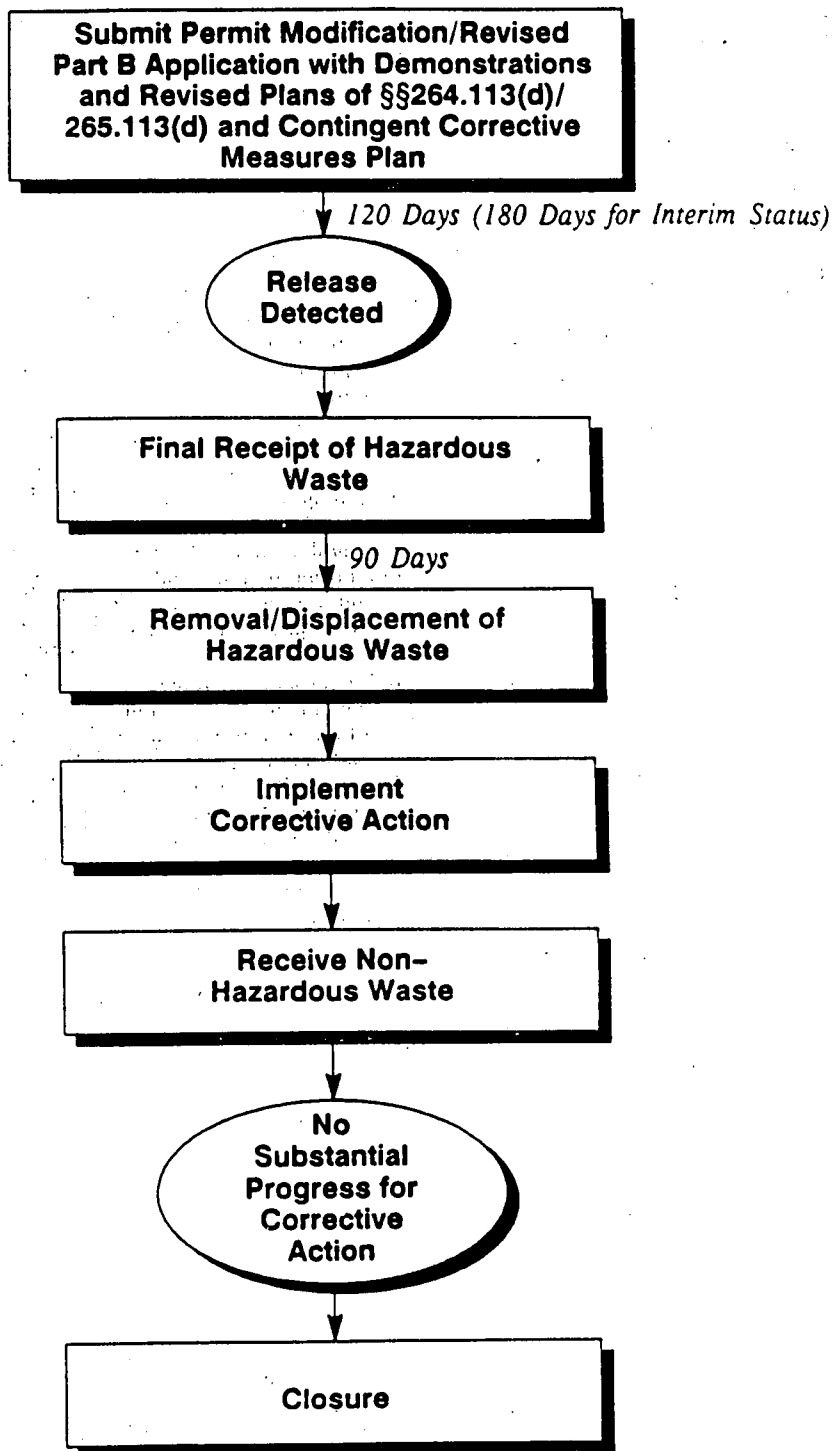 Submit Permit Modification/Revised
Part B Application with Demonstrations
and Revised Plans of §§264.113(d)/
265.113(d) and Contingent Corrective
Measures Plan
120 Days (180 Days for Interim Status)
Release
Detected
Final Receipt of Hazardous
Waste
90 Days
Removal/Displacement of
Hazardous Waste
Implement
Corrective Action
Receive Non-
Hazardous Waste
No
Substantial
Progress for
Corrective
Action
Closure